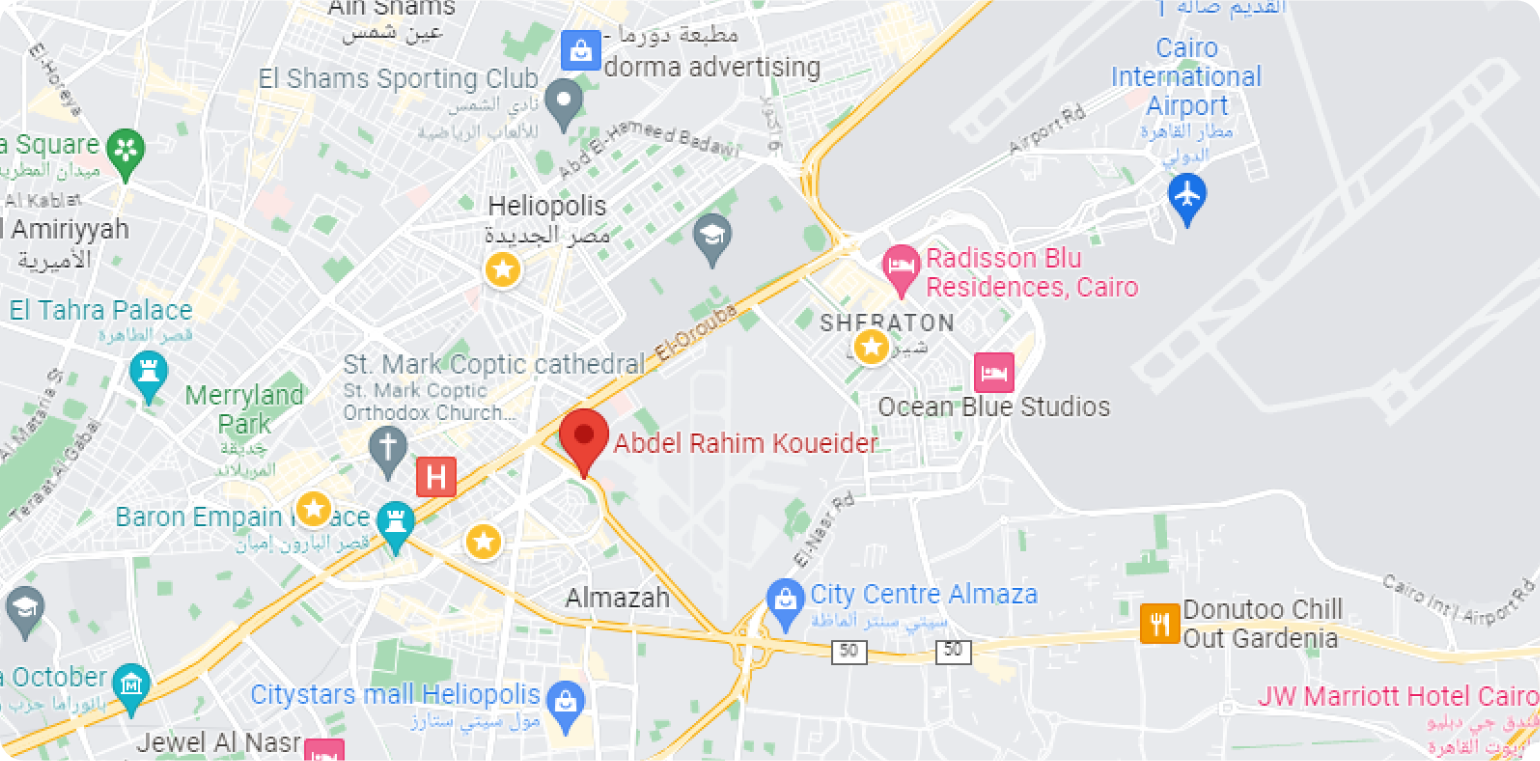 Ain Shams
عين شمس
القديم صالة 1
El-Horeya
مطبعة دورما -
dorma advertising
Cairo
International
Airport
مطار القاهرة
الدولي
El Shams Sporting Club
نادي الشمس
للألعاب الرياضية
6 أكتوبر
Abd El-Hameed Badawi
Airport Rd
a Square
ميدان المطرية
Al Kablat
l Amiriyyah
الأميرية
Heliopolis
مصر الجديدة
Radisson Blu
Residences, Cairo
El Tahra Palace
قصر الطاهرة
El-Orouba
SHERATON
St. Mark Coptic cathedral
St. Mark Coptic
Orthodox Church...
Merryland
Park
حديقة
الميريلاند
Al Mataria S
Teraat Al Gabal
Ocean Blue Studios
Abdel Rahim Koueider
H
Baron Empain
ace
قصر البارون إمبان
El-Nasr Rd
Almazah
City Centre Almaza
سيتي سنتر ألماظة
50
50
Cairo Int'l Airport Rd
Donutoo Chill
Out Gardenia
a October
بانوراما حرب
Citystars mall Heliopolis
مول سيتي ستارز
JW Marriott Hotel Cairo
فندق جي دبليو
ماريوت القاهرة
Jewel Al Nasr